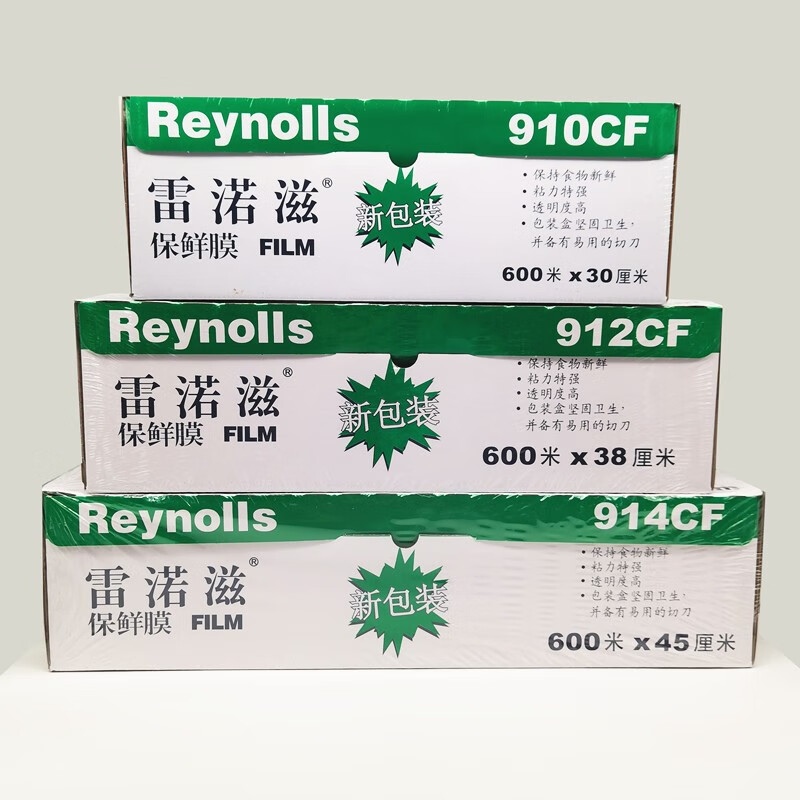 Reynolls 910CF
雷渃滋®
保鲜膜 FILM
新包装
• 保持食物新鲜
• 粘力特强
• 透明度高
• 包装盒坚固卫生,
并备有易用的切刀
600米 x30厘米
Reynolls 912CF
雷渃滋®
保鲜膜 FILM
新包装
• 保持食物新鲜
• 粘力特强
• 透明度高
• 包装盒坚固卫生,
并备有易用的切刀
600米 x38厘米
Reynolls 914CF
雷渃滋®
保鲜膜 FILM
新包装
• 保持食物新鲜
• 粘力特强
• 透明度高
• 包装盒坚固卫生,
并备有易用的切刀
600米 x45厘米